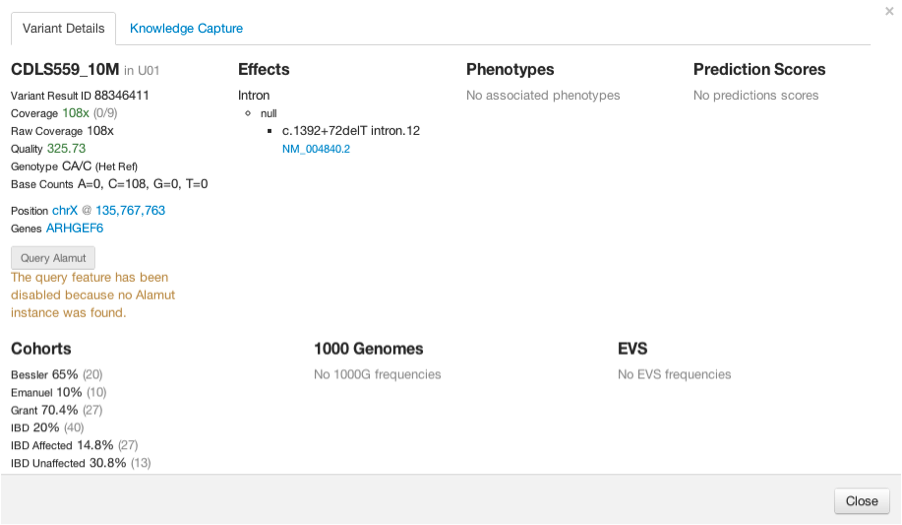 ×
Variant Details
Knowledge Capture
CDLS559_10M in U01
Variant Result ID 88346411
Coverage 108x (0/9)
Raw Coverage 108x
Quality 325.73
Genotype CA/C (Het Ref)
Base Counts A=0, C=108, G=0, T=0
Position chrX @ 135,767,763
Genes ARHGEF6
Query Alamut
The query feature has been
disabled because no Alamut
instance was found.
Effects
Intron
null
c.1392+72delT intron.12
NM_004840.2
Phenotypes
No associated phenotypes
Prediction Scores
No predictions scores
Cohorts
Bessler 65% (20)
Emanuel 10% (10)
Grant 70.4% (27)
IBD 20% (40)
IBD Affected 14.8% (27)
IBD Unaffected 30.8% (13)
1000 Genomes
No 1000G frequencies
EVS
No EVS frequencies
Close